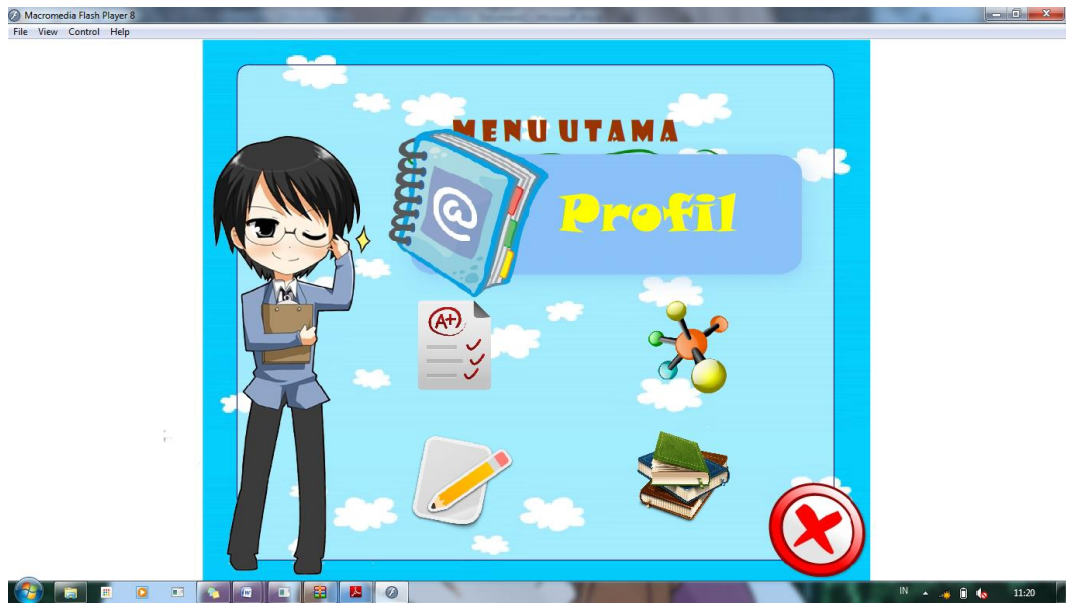 Macromedia Flash Player 8
File View Control Help
MENU UTAMA
@
Profil
A+
IN
11:20